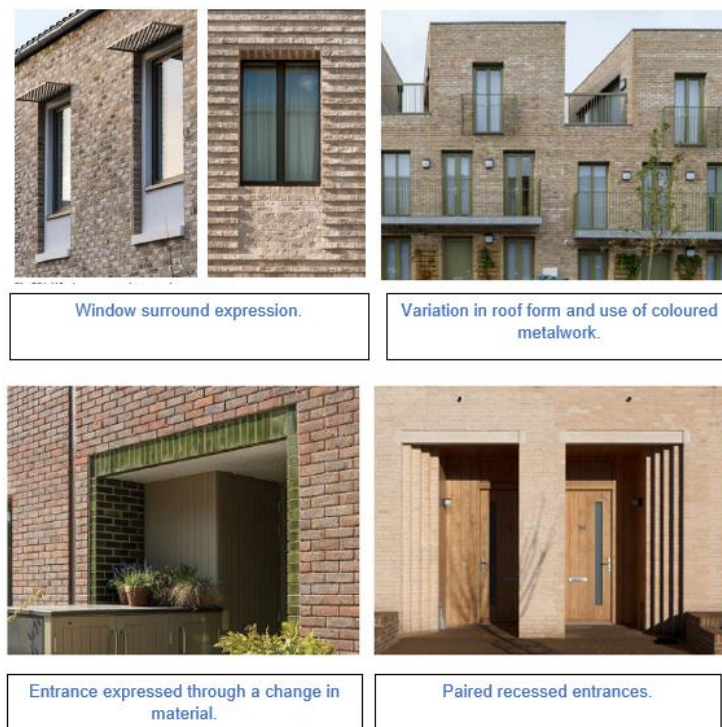 Window surround expression.
Variation in roof form and use of coloured
metalwork.
Entrance expressed through a change in
material.
Paired recessed entrances.